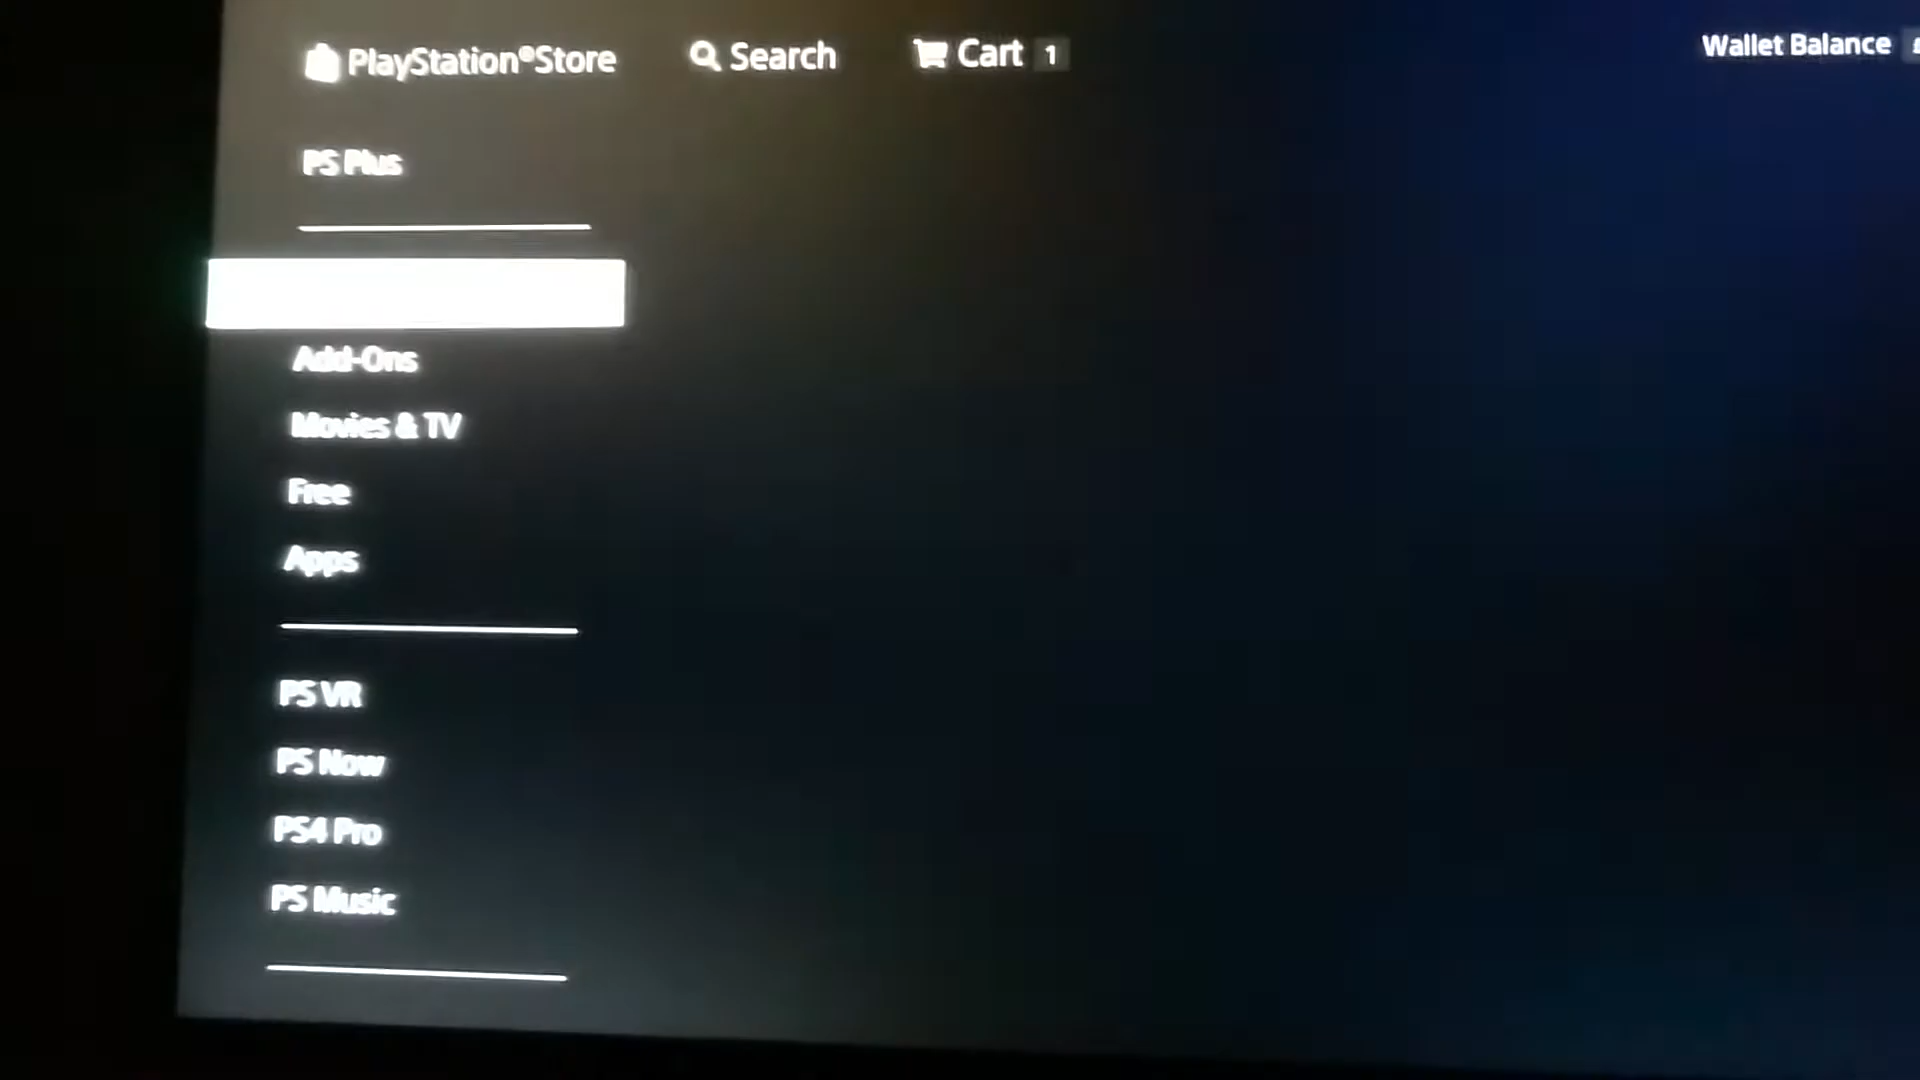 PlayStation®Store Search Cart 1 Wallet Balance
PS Plus
Add-Ons
Movies & TV
Free
Apps
PS VR
PS Now
PS4 Pro
PS Music